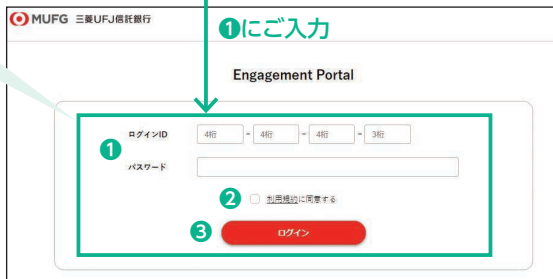 MUFG 三菱UFJ信託銀行
❶にご入力
Engagement Portal
❶
ログインID 4桁 - 4桁 - 4桁 - 3桁
パスワード
❷ 利用規約に同意する
❸ ログイン